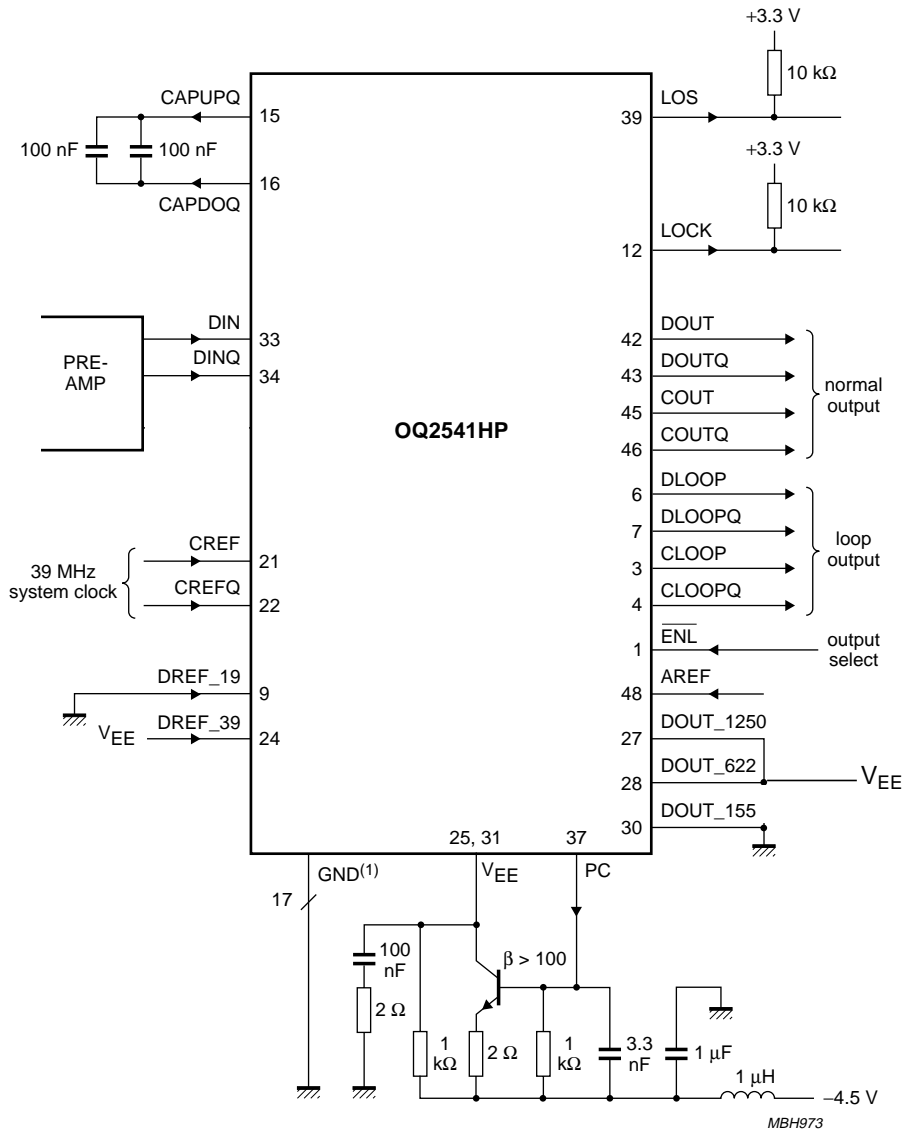 +3.3 V
10 kΩ
CAPUPQ
15
39
LOS
100 nF
100 nF
+3.3 V
16
CAPDOQ
10 kΩ
12
LOCK
DIN
33
DINQ
34
PRE-
AMP
42
DOUT
43
DOUTQ
normal
output
45
COUT
OQ2541HP
46
COUTQ
6
DLOOP
7
DLOOPQ
loop
output
3
CLOOP
4
CLOOPQ
CREF
21
39 MHz
system clock
CREFQ
22
1
ENL
output
select
DREF_19
9
48
AREF
VEE
DREF_39
24
27
DOUT_1250
28
DOUT_622
VEE
30
DOUT_155
25, 31
37
GND(1)
VEE
PC
17
100
nF
β > 100
2 Ω
1
kΩ
2 Ω
1
kΩ
3.3
nF
1 μF
1 μH
−4.5 V
MBH973